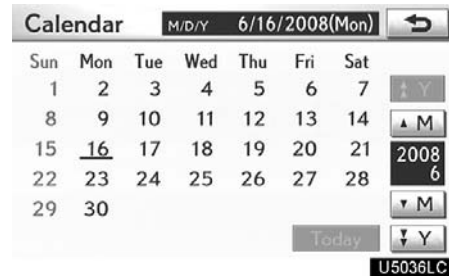 Calendar M/D/Y 6/16/2008(Mon)
Sun Mon Tue Wed Thu Fri Sat
1 2 3 4 5 6 7
Y
8 9 10 11 12 13 14
M
15 16 17 18 19 20 21
2008
6
22 23 24 25 26 27 28
29 30
M
Today Y
U5036LC